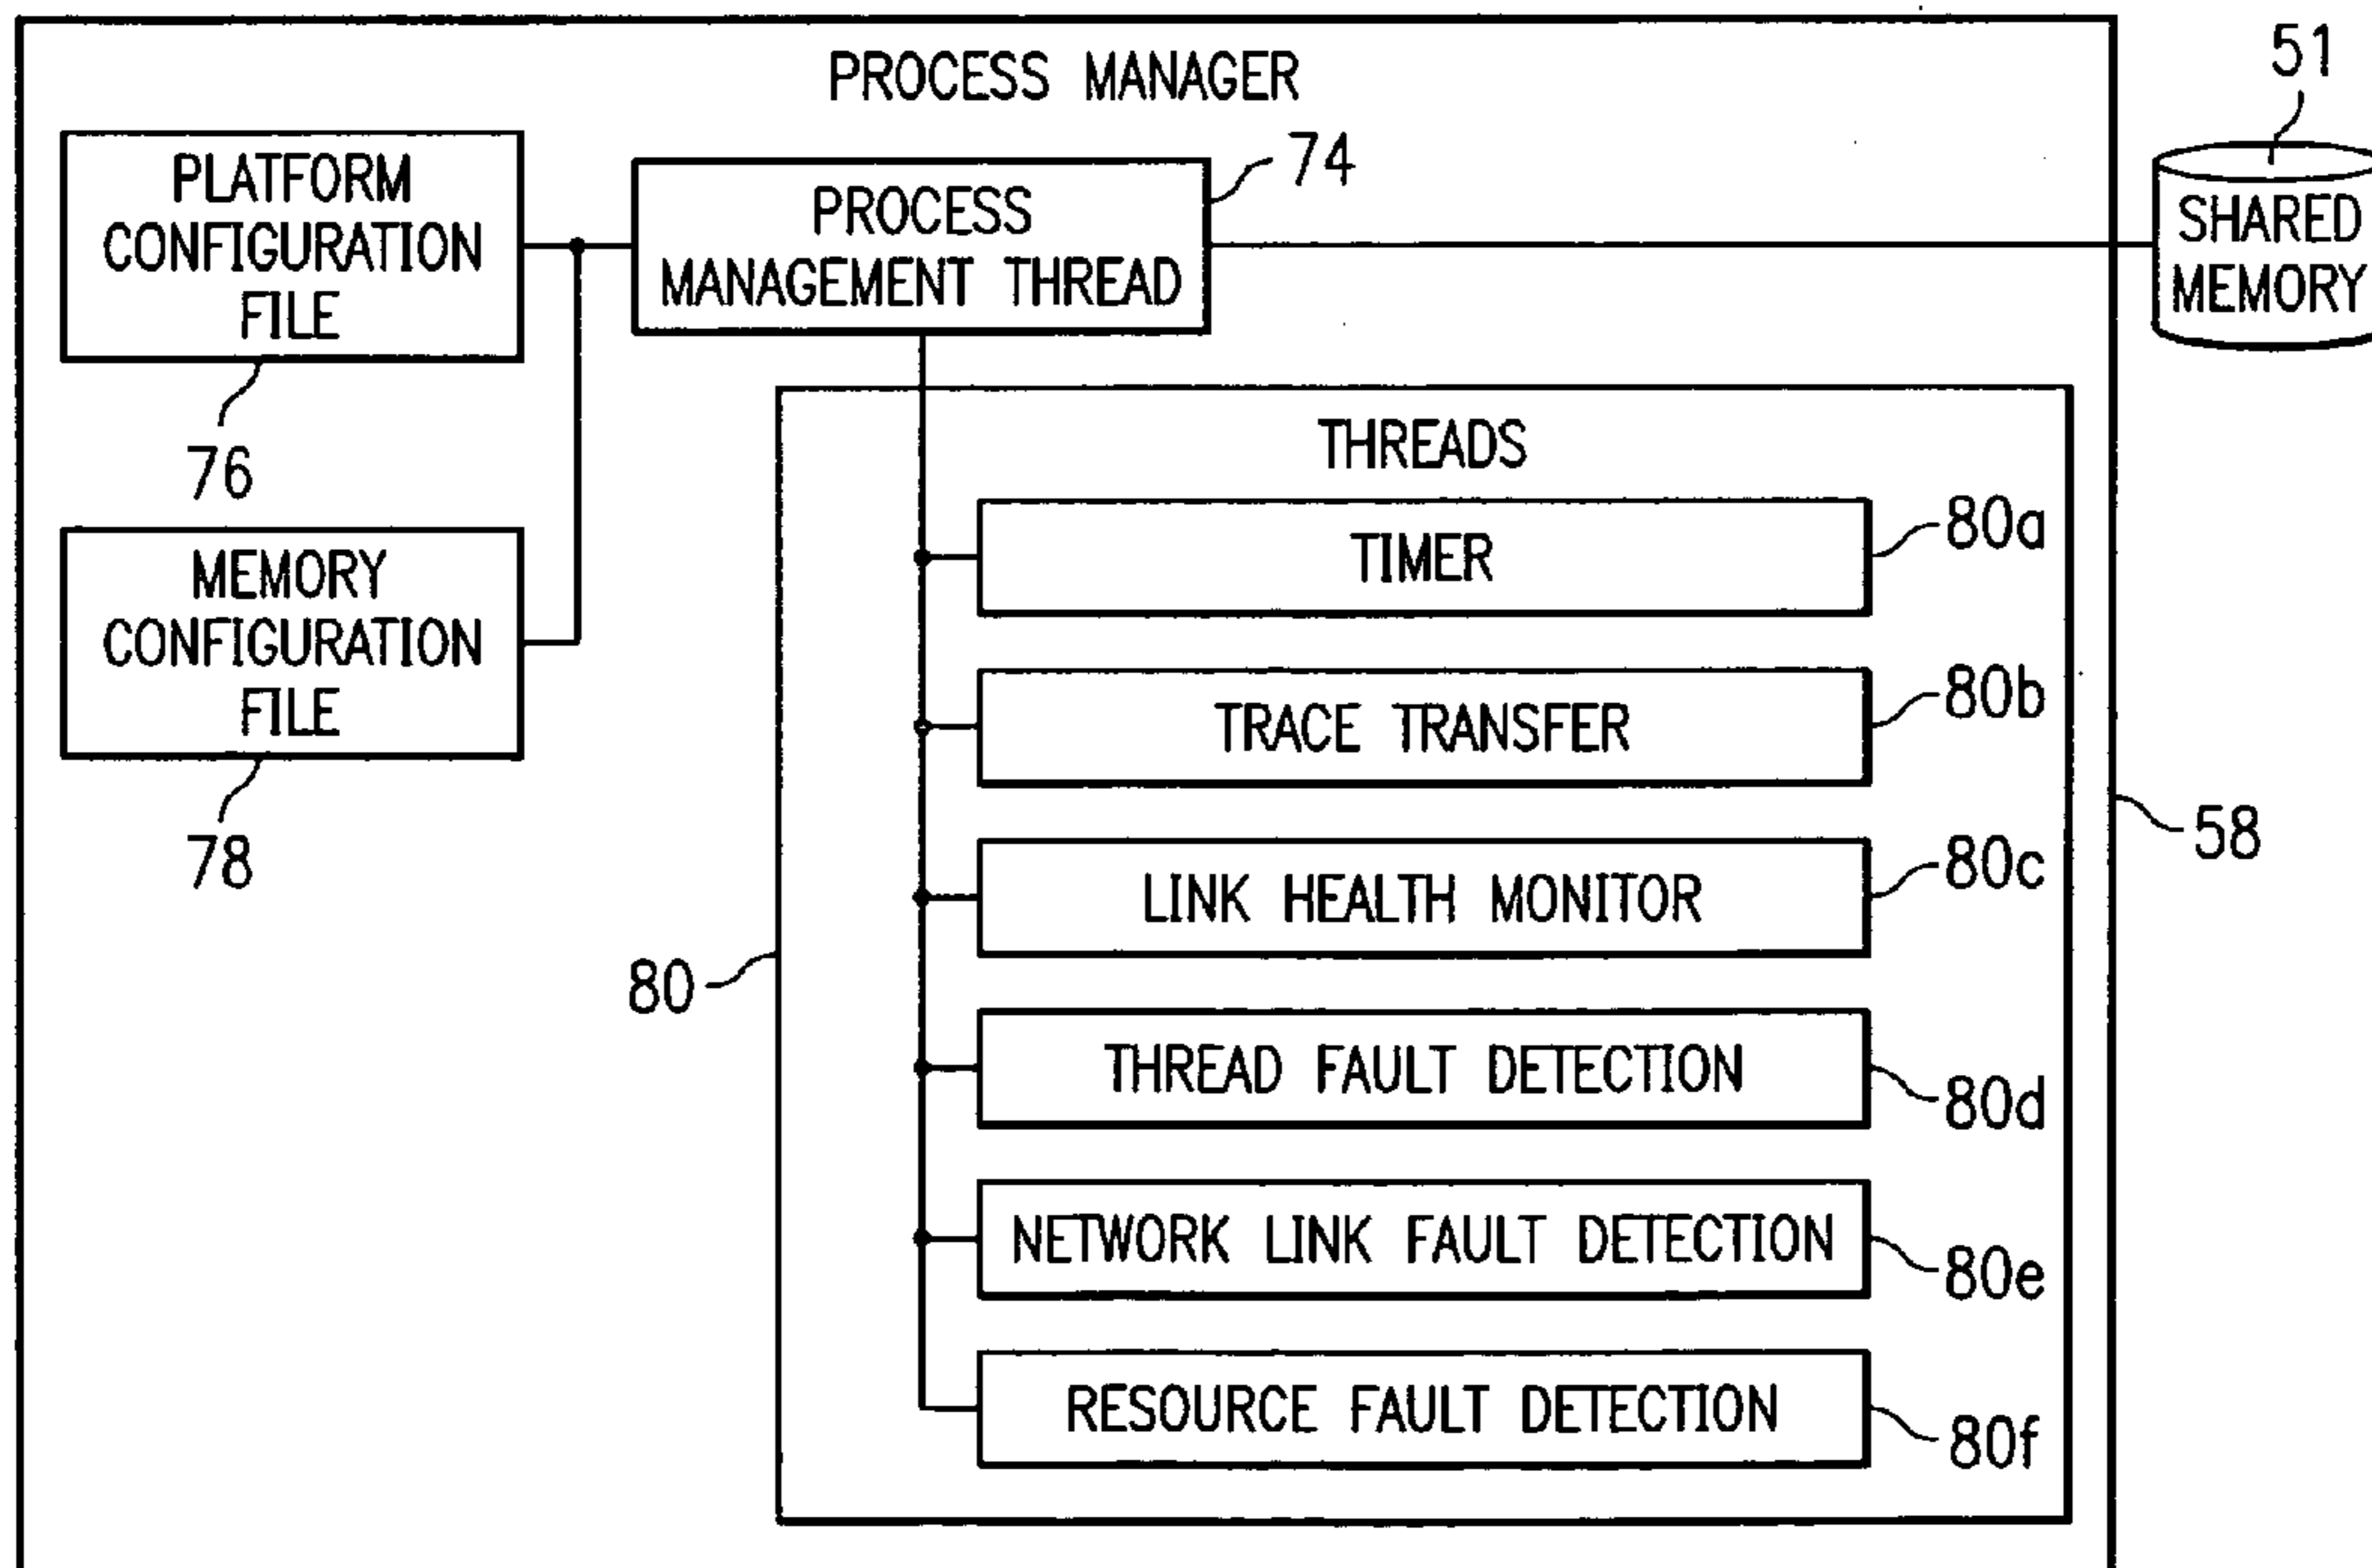 PROCESS MANAGER
51
PLATFORM
CONFIGURATION
FILE
76
PROCESS
MANAGEMENT THREAD
74
SHARED
MEMORY
MEMORY
CONFIGURATION
FILE
78
THREADS
TIMER
80a
TRACE TRANSFER
80b
LINK HEALTH MONITOR
80c
58
80
THREAD FAULT DETECTION
80d
NETWORK LINK FAULT DETECTION
80e
RESOURCE FAULT DETECTION
80f